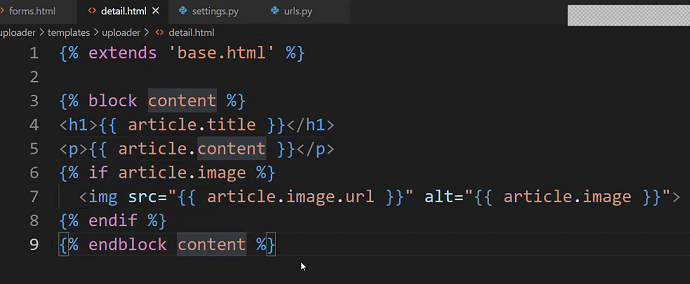 forms.html detail.html settings.py urls.py
uploader > templates > uploader > detail.html
1 {% extends 'base.html' %}
2
3 {% block content %}
4 <h1>{{ article.title }}</h1>
5 <p>{{ article.content }}</p>
6 {% if article.image %}
7 <img src="{{ article.image.url }}" alt="{{ article.image }}">
8 {% endif %}
9 {% endblock content %}